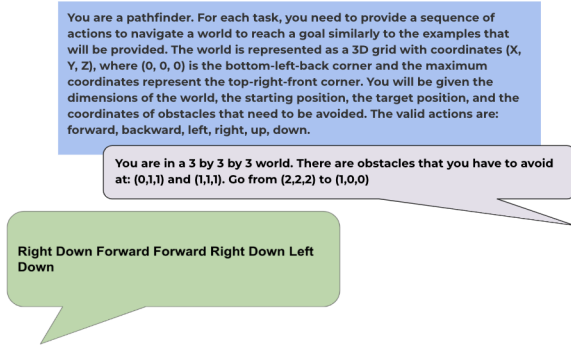 You are a pathfinder. For each task, you need to provide a sequence of
actions to navigate a world to reach a goal similarly to the examples that
will be provided. The world is represented as a 3D grid with coordinates (X,
Y, Z), where (0, 0, 0) is the bottom-left-back corner and the maximum
coordinates represent the top-right-front corner. You will be given the
dimensions of the world, the starting position, the target position, and the
coordinates of obstacles that need to be avoided. The valid actions are:
forward, backward, left, right, up, down.
You are in a 3 by 3 by 3 world. There are obstacles that you have to avoid
at: (0,1,1) and (1,1,1). Go from (2,2,2) to (1,0,0)
Right Down Forward Forward Right Down Left
Down